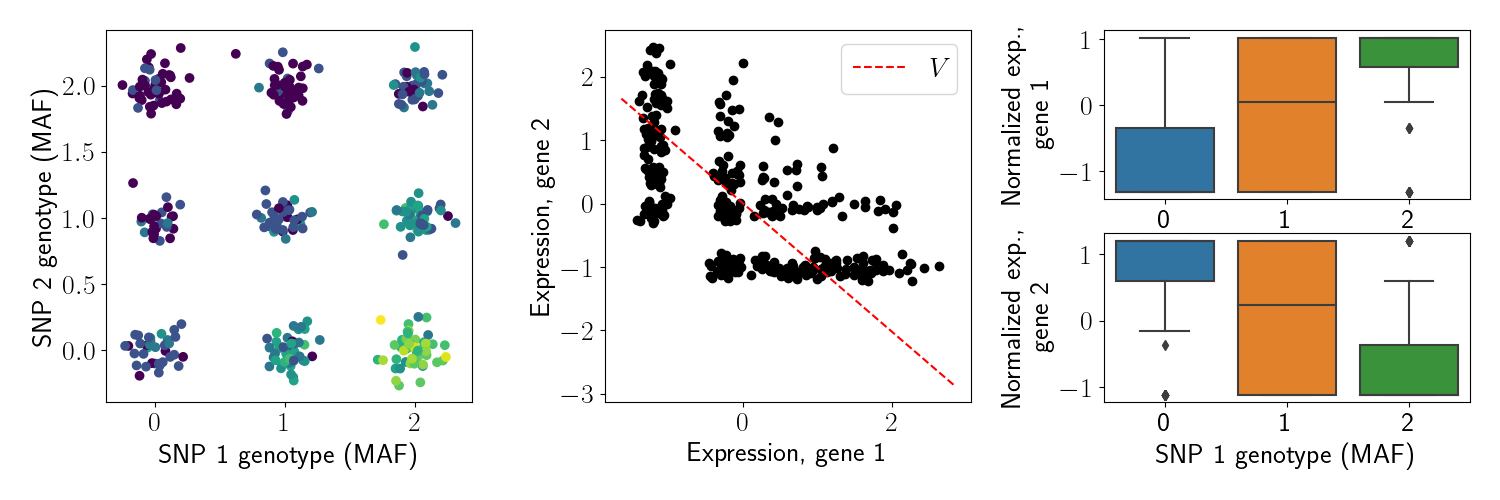 2.0
1.5
1.0
0.5
0.0
SNP 2 genotype (MAF)
0 1 2
SNP 1 genotype (MAF)
2
1
0
−1
−2
−3
Expression, gene 2
V
0 2
Expression, gene 1
Normalized exp.,
gene 1
1
0
−1
0 1 2
Normalized exp.,
gene 2
1
0
−1
0 1 2
SNP 1 genotype (MAF)